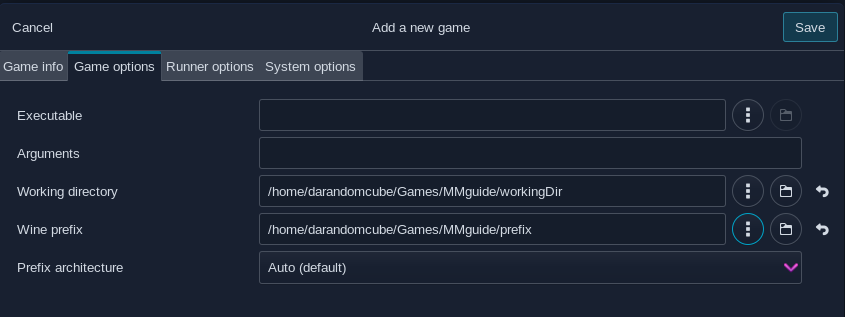 Cancel Add a new game Save
Game info Game options Runner options System options
Executable
Arguments
Working directory /home/darandomcube/Games/MMguide/workingDir
Wine prefix /home/darandomcube/Games/MMguide/prefix
Prefix architecture Auto (default)